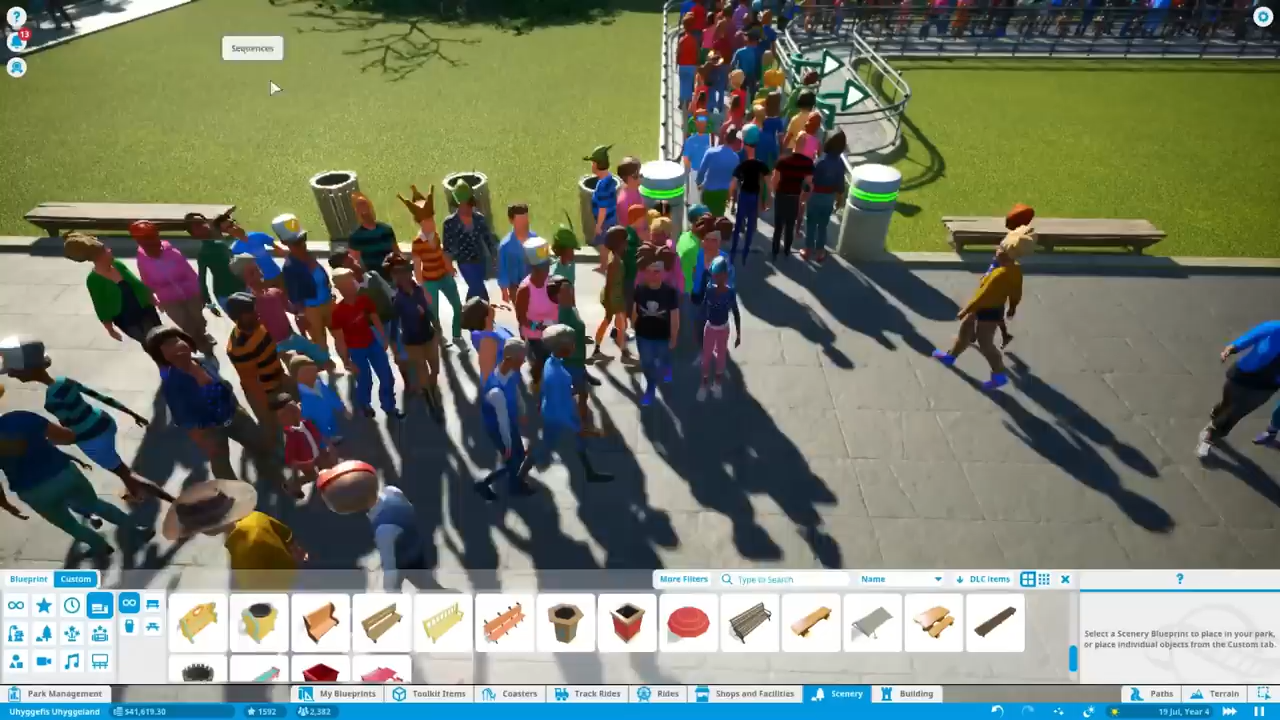 ?
13
Sequences
Blueprint
Custom
More Filters
Type to Search
Name
DLC Items
?
Select a Scenery Blueprint to place in your park,
or place individual objects from the Custom tab.
Park Management
My Blueprints
Toolkit Items
Coasters
Track Rides
Rides
Shops and Facilities
Scenery
Building
Paths
Terrain
Uhyggefis Uhyggeland
$41,619.30
1592
2,382
19 Jul, Year 4